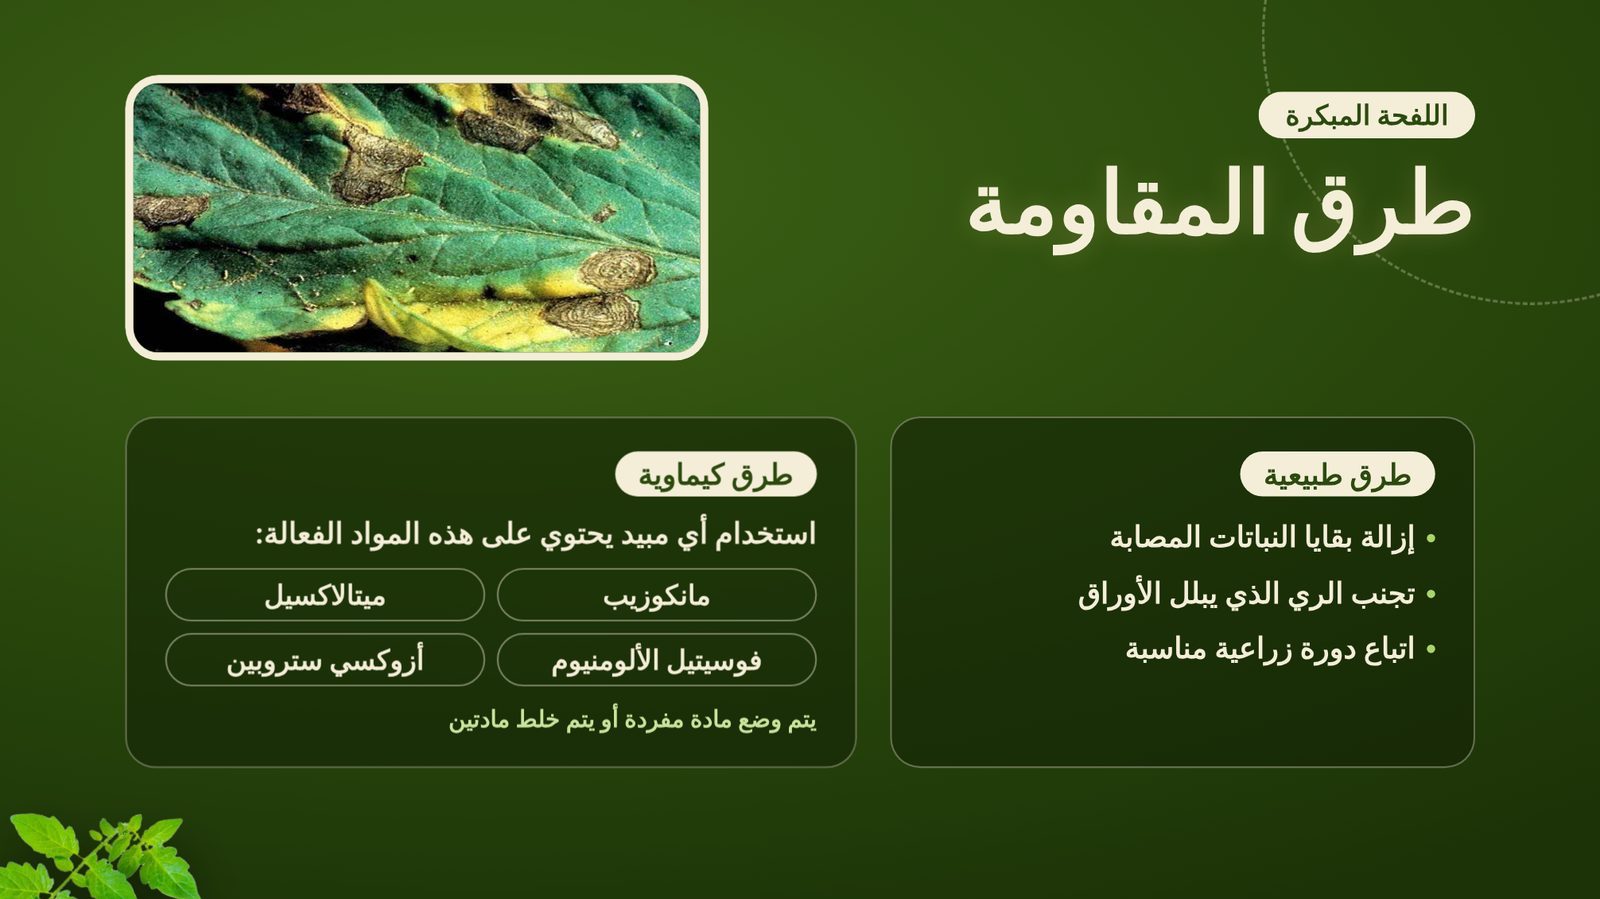 اللفحة المبكرة
طرق المقاومة
طرق طبيعية
• إزالة بقايا النباتات المصابة
• تجنب الري الذي يبلل الأوراق
• اتباع دورة زراعية مناسبة
طرق كيماوية
استخدام أي مبيد يحتوي على هذه المواد الفعالة:
مانكوزيب
ميتالاكسيل
فوسيتيل الألومنيوم
أزوكسي ستروبين
يتم وضع مادة مفردة أو يتم خلط مادتين